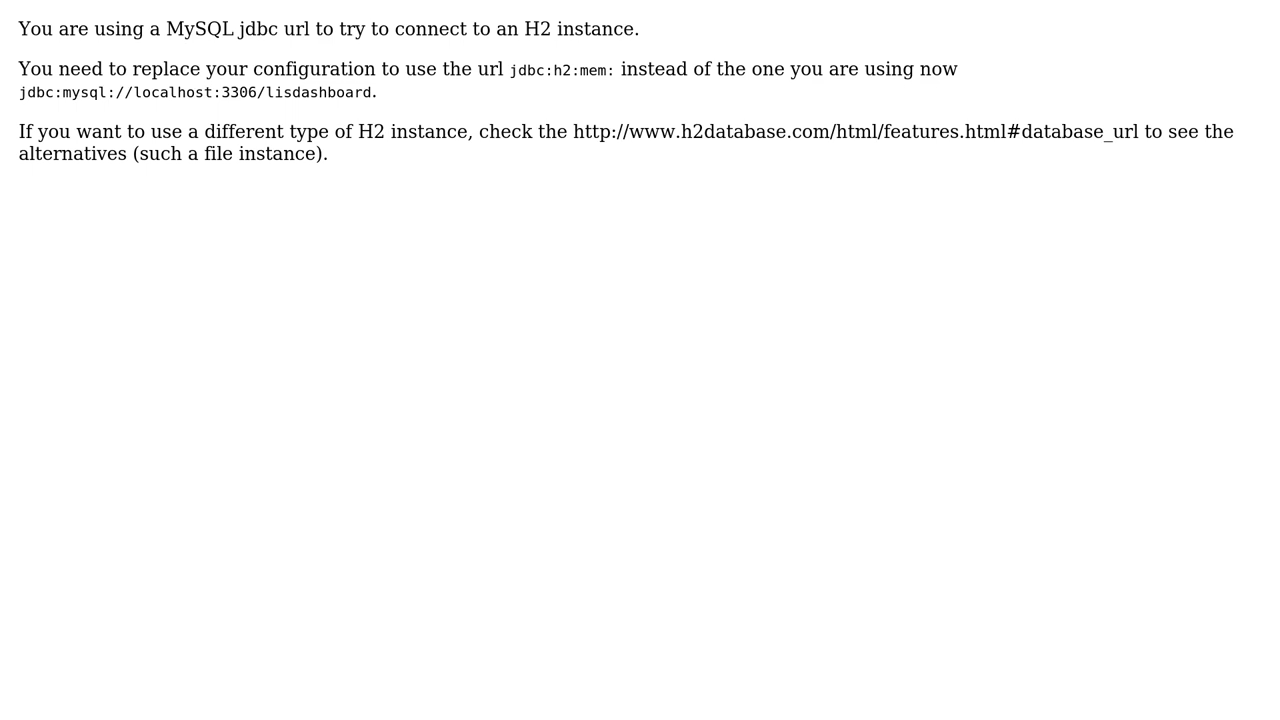 You are using a MySQL jdbc url to try to connect to an H2 instance.
You need to replace your configuration to use the url jdbc:h2:mem: instead of the one you are using now
jdbc:mysql://localhost:3306/lisdashboard.
If you want to use a different type of H2 instance, check the http://www.h2database.com/html/features.html#database_url to see the
alternatives (such a file instance).